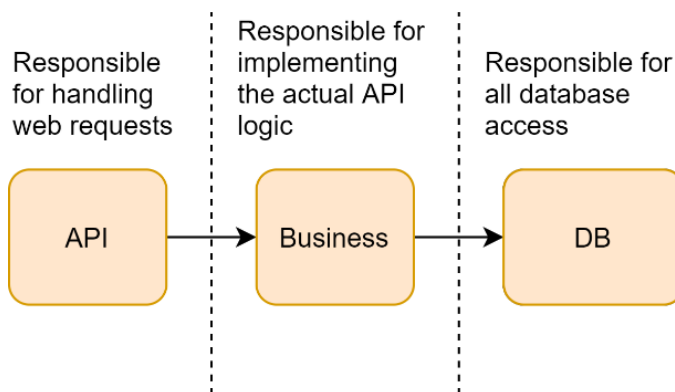 Responsible
for handling
web requests
Responsible for
implementing
the actual API
logic
Responsible for
all database
access
API
Business
DB